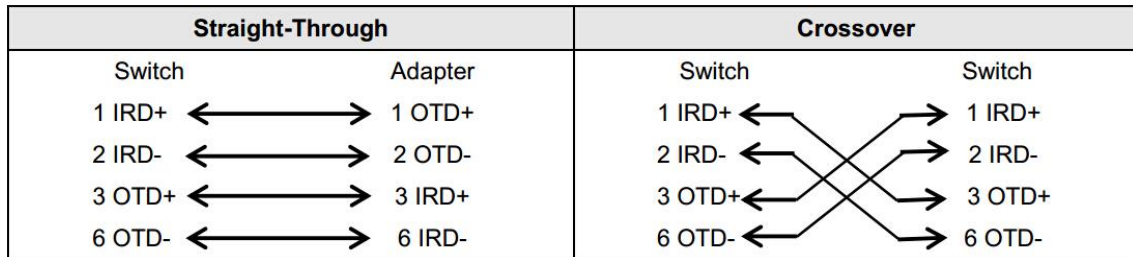 Straight-Through Crossover
Switch Adapter Switch Switch
1 IRD+ 1 OTD+ 1 IRD+ 1 IRD+
2 IRD- 2 OTD- 2 IRD- 2 IRD-
3 OTD+ 3 IRD+ 3 OTD+ 3 OTD+
6 OTD- 6 IRD- 6 OTD- 6 OTD-